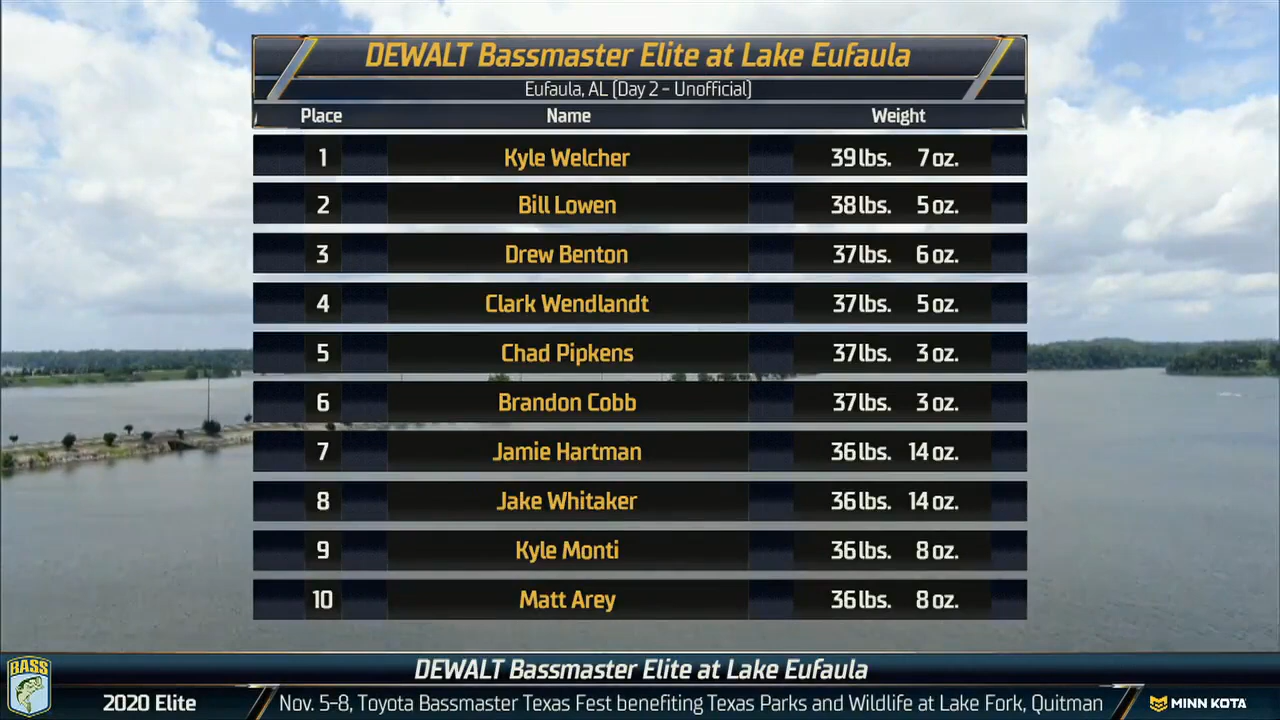 DEWALT Bassmaster Elite at Lake Eufaula
Eufaula, AL (Day 2 - Unofficial)
Place Name Weight
1 Kyle Welcher 39 lbs. 7 oz.
2 Bill Lowen 38 lbs. 5 oz.
3 Drew Benton 37 lbs. 6 oz.
4 Clark Wendlandt 37 lbs. 5 oz.
5 Chad Pipkens 37 lbs. 3 oz.
6 Brandon Cobb 37 lbs. 3 oz.
7 Jamie Hartman 36 lbs. 14 oz.
8 Jake Whitaker 36 lbs. 14 oz.
9 Kyle Monti 36 lbs. 8 oz.
10 Matt Arey 36 lbs. 8 oz.
BASS
DEWALT Bassmaster Elite at Lake Eufaula
2020 Elite
Nov. 5-8, Toyota Bassmaster Texas Fest benefiting Texas Parks and Wildlife at Lake Fork, Quitman
MINN KOTA